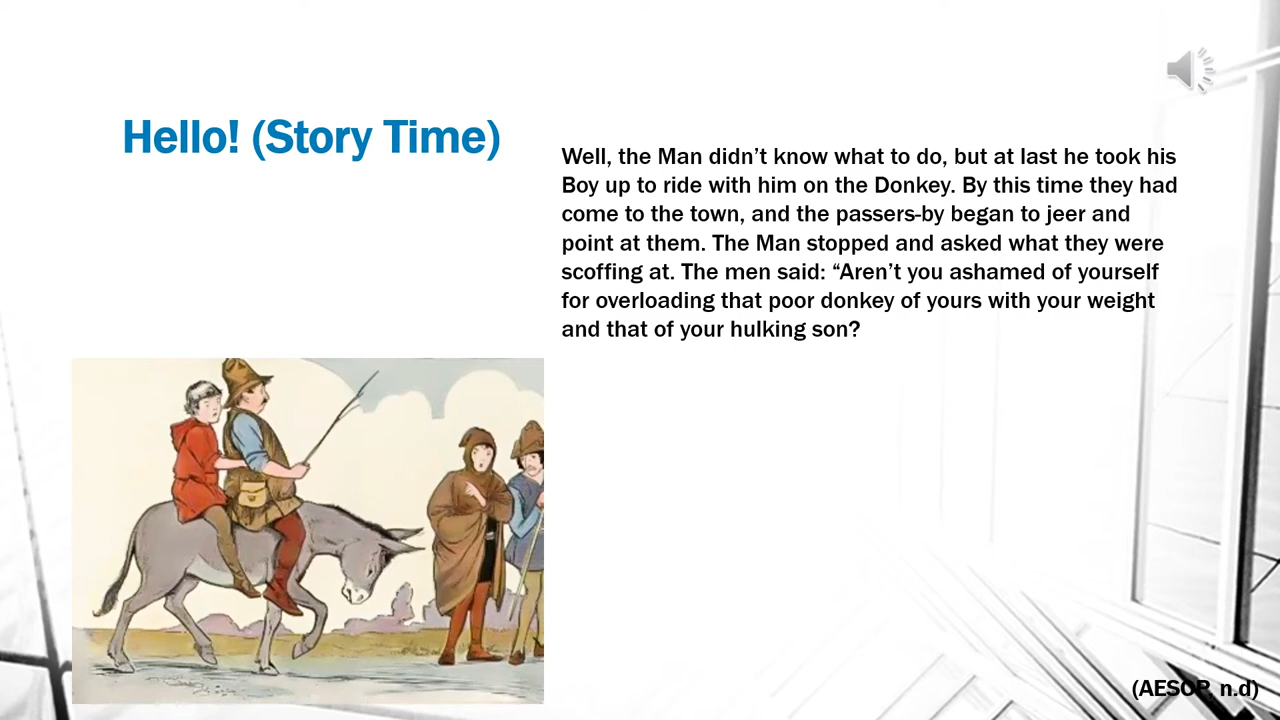 Hello! (Story Time)
Well, the Man didn’t know what to do, but at last he took his
Boy up to ride with him on the Donkey. By this time they had
come to the town, and the passers-by began to jeer and
point at them. The Man stopped and asked what they were
scoffing at. The men said: “Aren’t you ashamed of yourself
for overloading that poor donkey of yours with your weight
and that of your hulking son?
(AESOP, n.d)